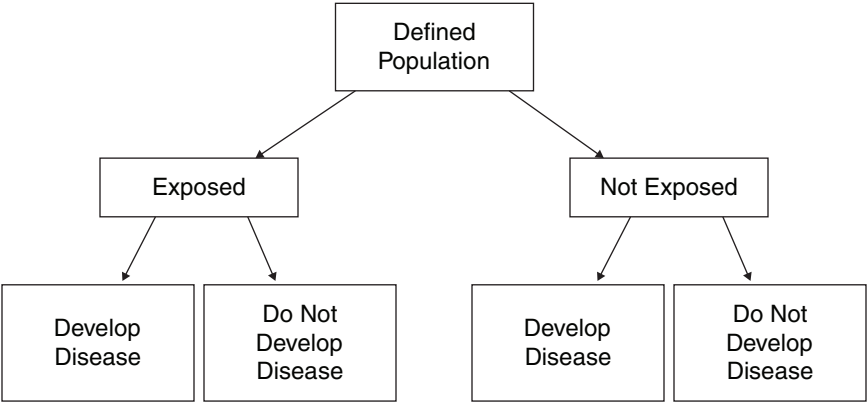 Defined
Population
Exposed
Not Exposed
Develop
Disease
Do Not
Develop
Disease
Develop
Disease
Do Not
Develop
Disease